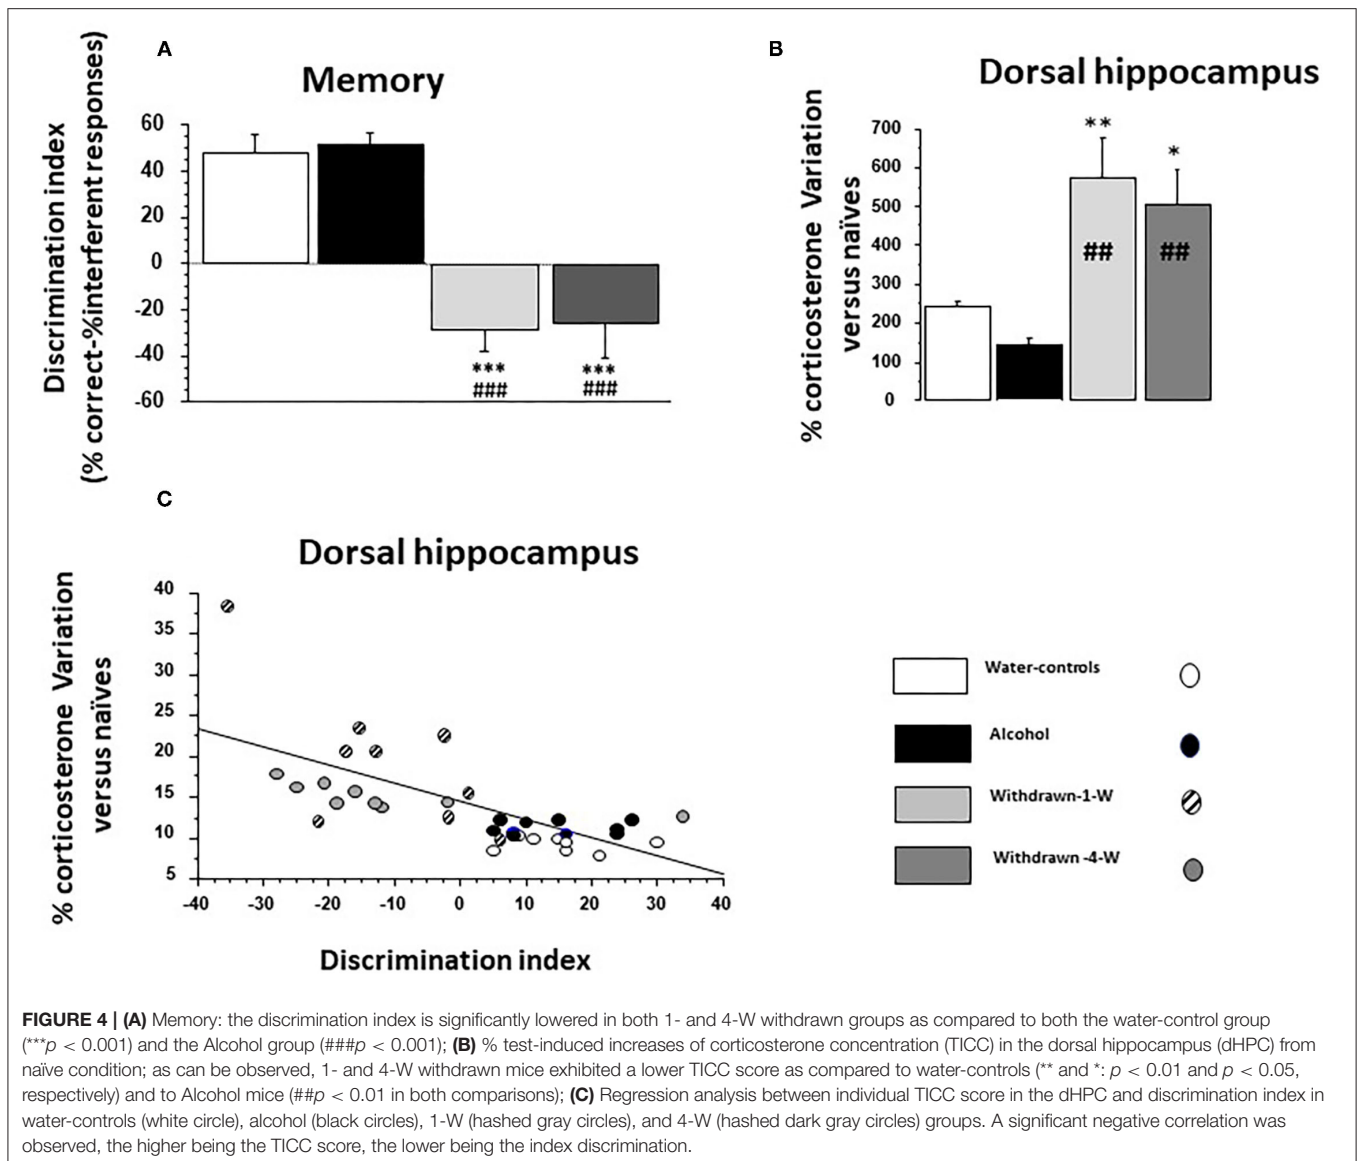 A
Memory
Discrimination index
(% correct-%interferent responses)
60
40
20
0
-20
-40
-60
***
###
***
###
B
Dorsal hippocampus
% corticosterone Variation
versus naïves
700
600
500
400
300
200
100
0
**
*
##
##
C
Dorsal hippocampus
% corticosterone Variation
versus naïves
40
35
30
25
20
15
10
5
-40 -30 -20 -10 0 10 20 30 40
Discrimination index
Water-controls
Alcohol
Withdrawn-1-W
Withdrawn -4-W
FIGURE 4 | (A) Memory: the discrimination index is significantly lowered in both 1- and 4-W withdrawn groups as compared to both the water-control group
(***p < 0.001) and the Alcohol group (###p < 0.001); (B) % test-induced increases of corticosterone concentration (TICC) in the dorsal hippocampus (dHPC) from
naïve condition; as can be observed, 1- and 4-W withdrawn mice exhibited a lower TICC score as compared to water-controls (** and *: p < 0.01 and p < 0.05,
respectively) and to Alcohol mice (##p < 0.01 in both comparisons); (C) Regression analysis between individual TICC score in the dHPC and discrimination index in
water-controls (white circle), alcohol (black circles), 1-W (hashed gray circles), and 4-W (hashed dark gray circles) groups. A significant negative correlation was
observed, the higher being the TICC score, the lower being the index discrimination.